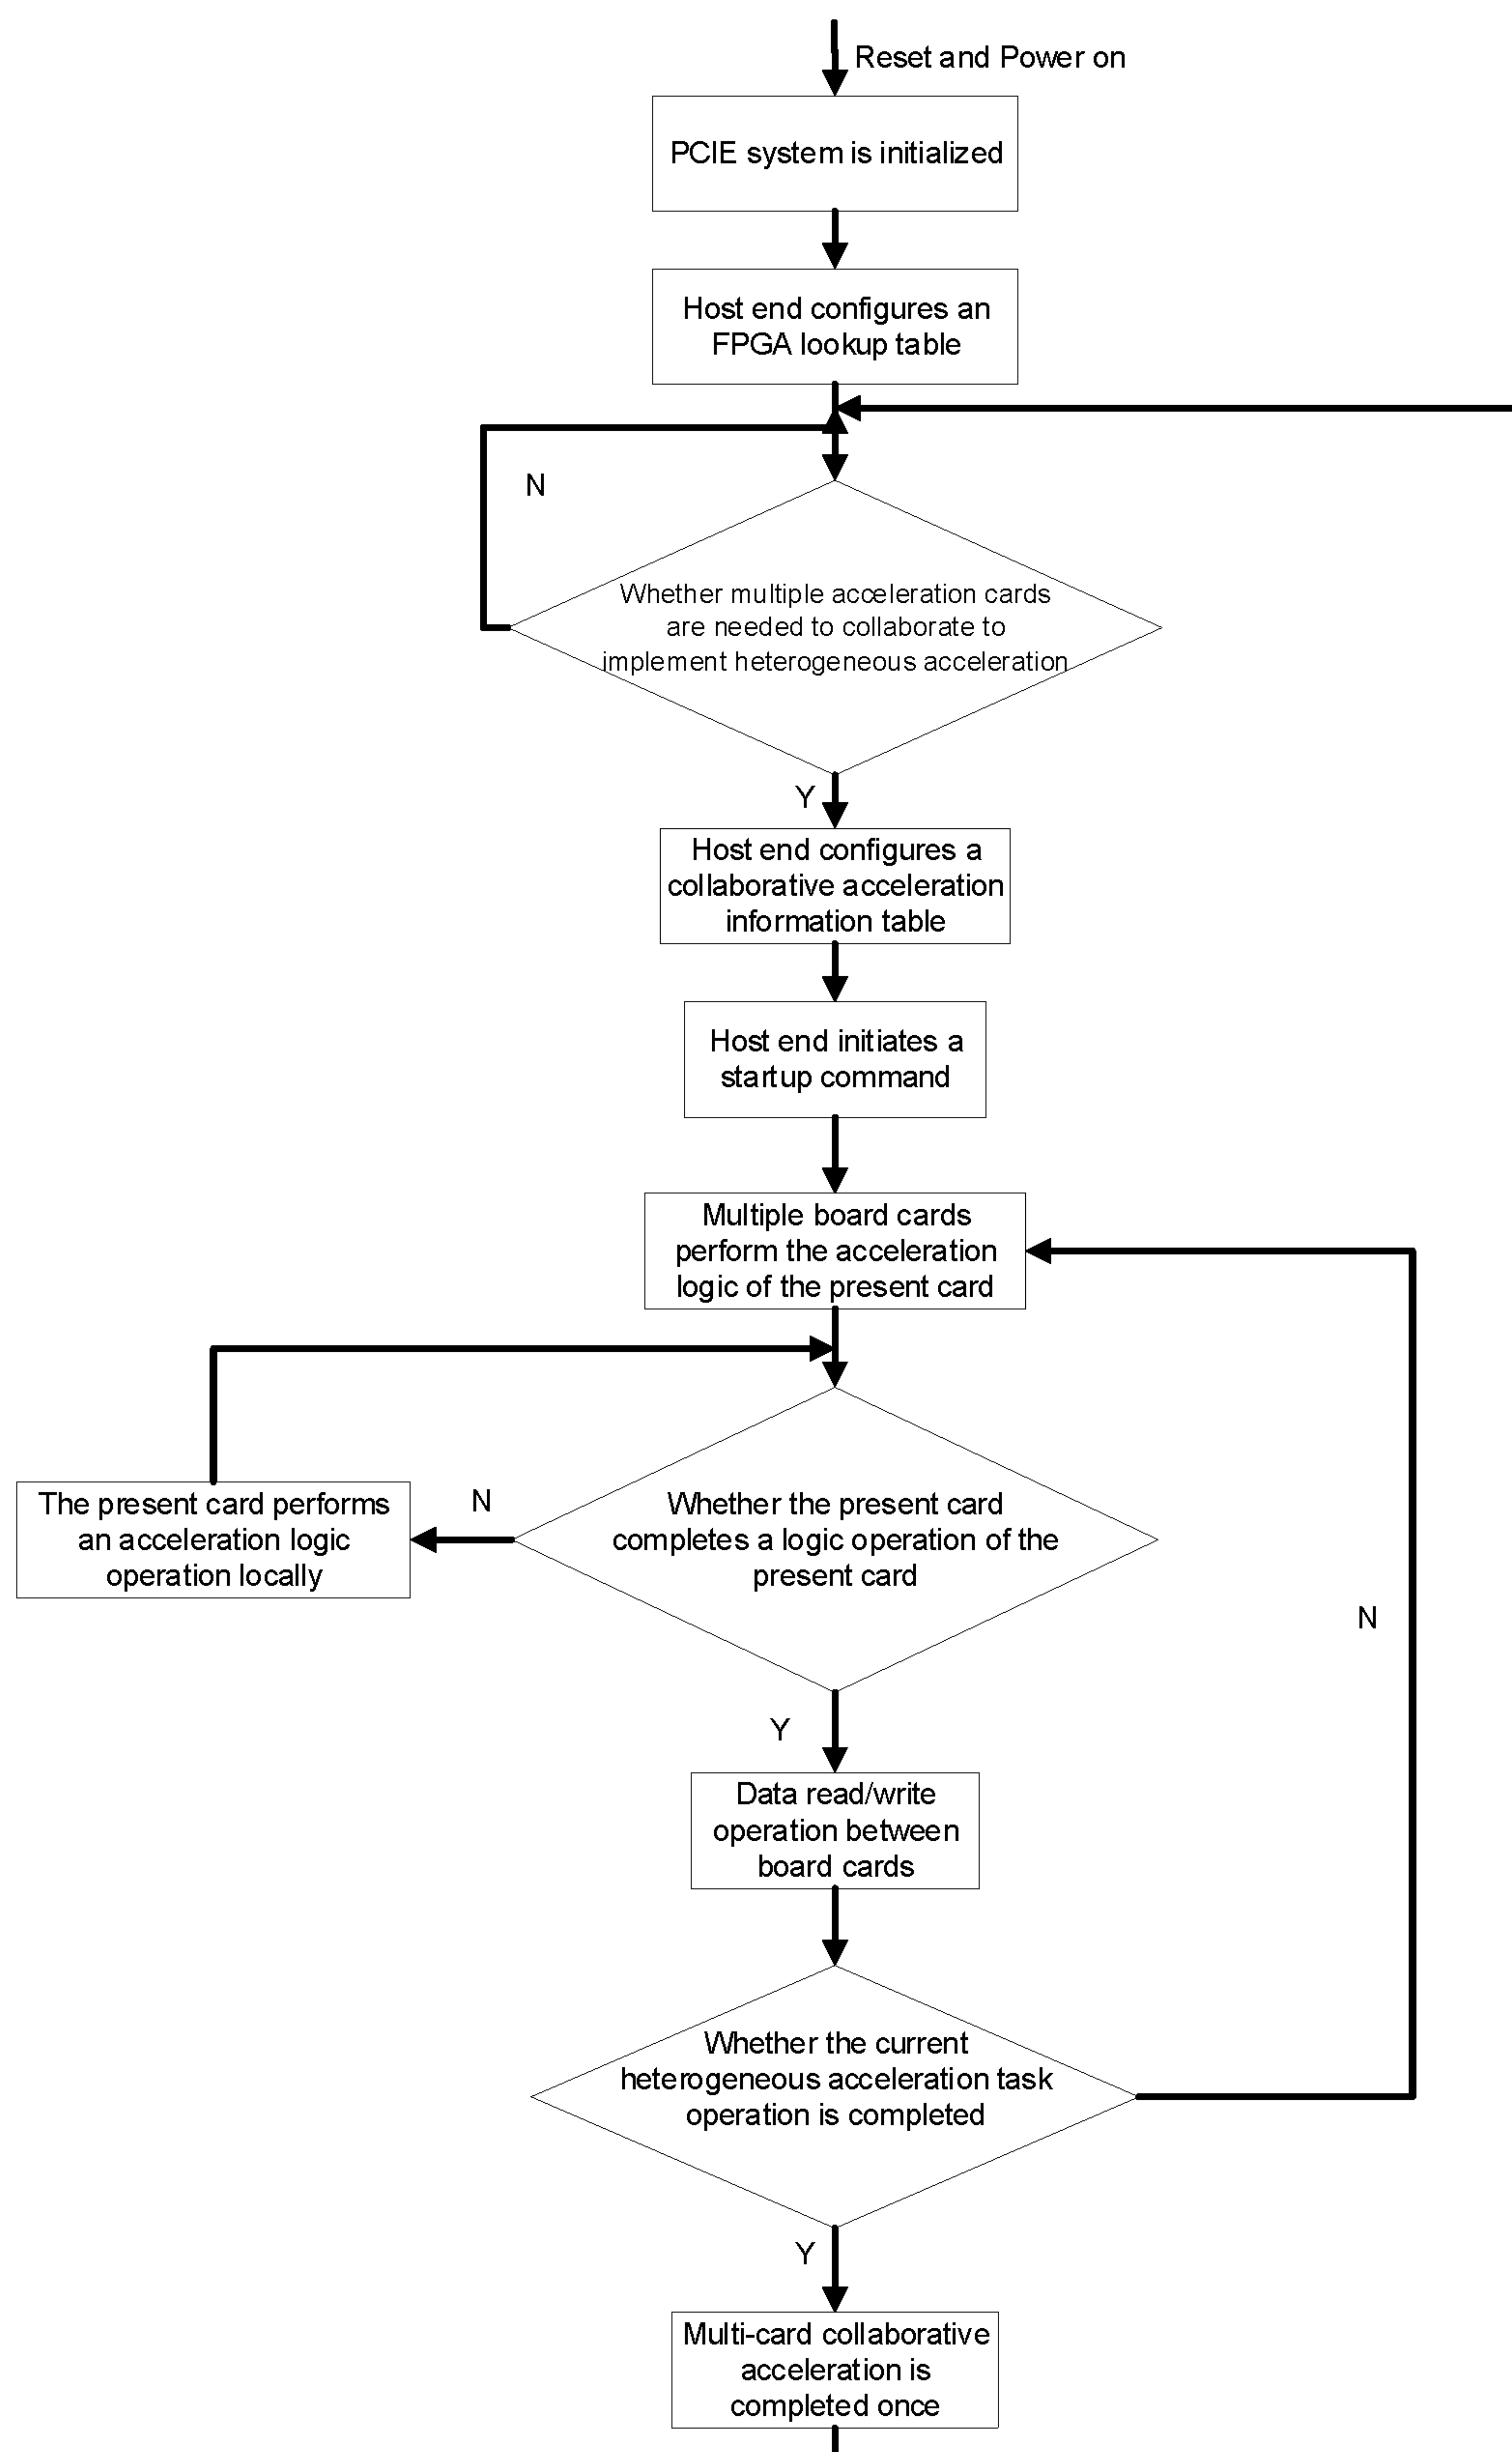 Reset and Power on
PCIE system is initialized
Host end configures an
FPGA lookup table
N
Whether multiple acceleration cards
are needed to collaborate to
implement heterogeneous acceleration
Y
Host end configures a
collaborative acceleration
information table
Host end initiates a
startup command
Multiple board cards
perform the acceleration
logic of the present card
The present card performs
an acceleration logic
operation locally
N
Whether the present card
completes a logic operation of the
present card
N
Y
Data read/write
operation between
board cards
Whether the current
heterogeneous acceleration task
operation is completed
Y
Multi-card collaborative
acceleration is
completed once